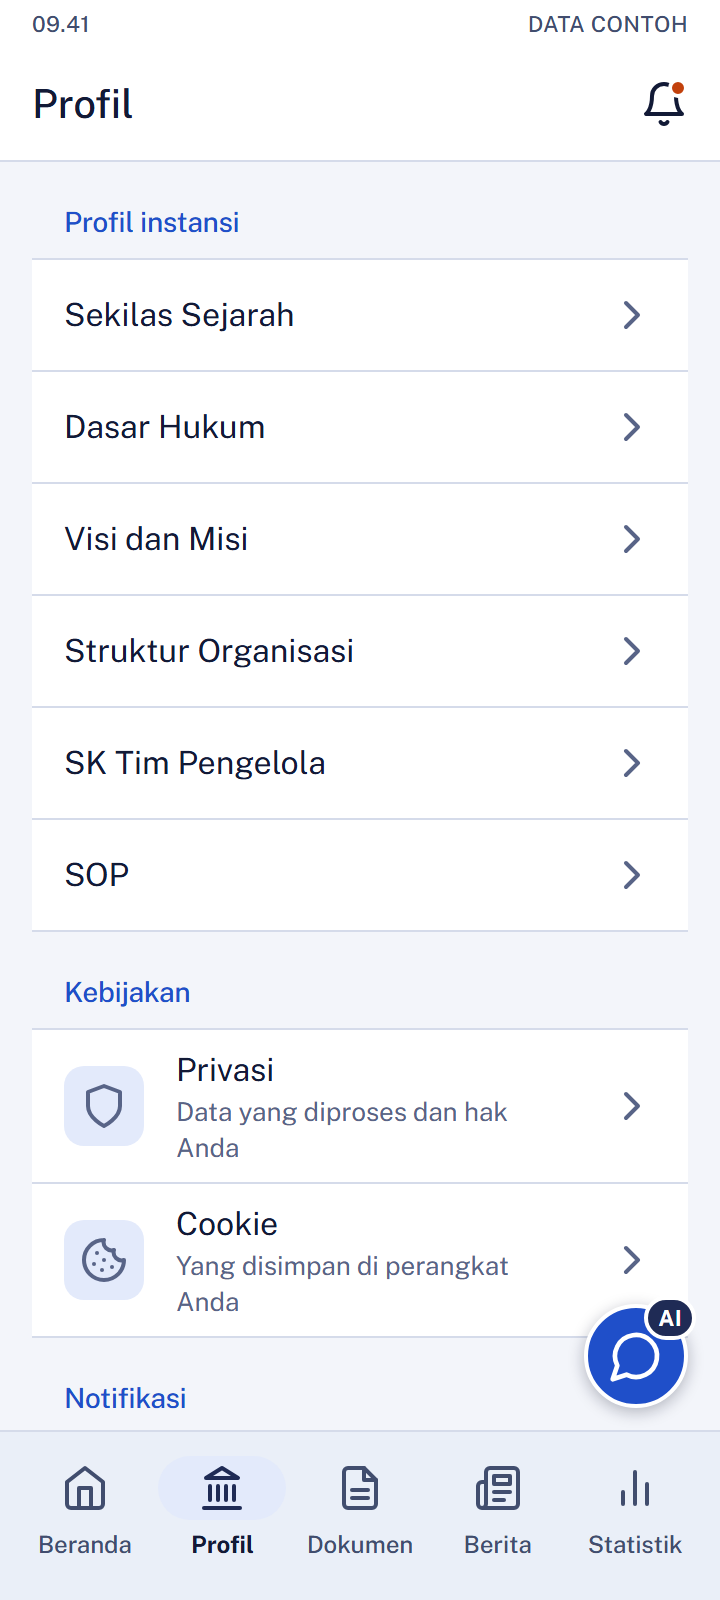 09.41
DATA CONTOH
Profil
Profil instansi
Sekilas Sejarah
Dasar Hukum
Visi dan Misi
Struktur Organisasi
SK Tim Pengelola
SOP
Kebijakan
Privasi
Data yang diproses dan hak
Anda
Cookie
Yang disimpan di perangkat
Anda
AI
Notifikasi
Beranda
Profil
Dokumen
Berita
Statistik